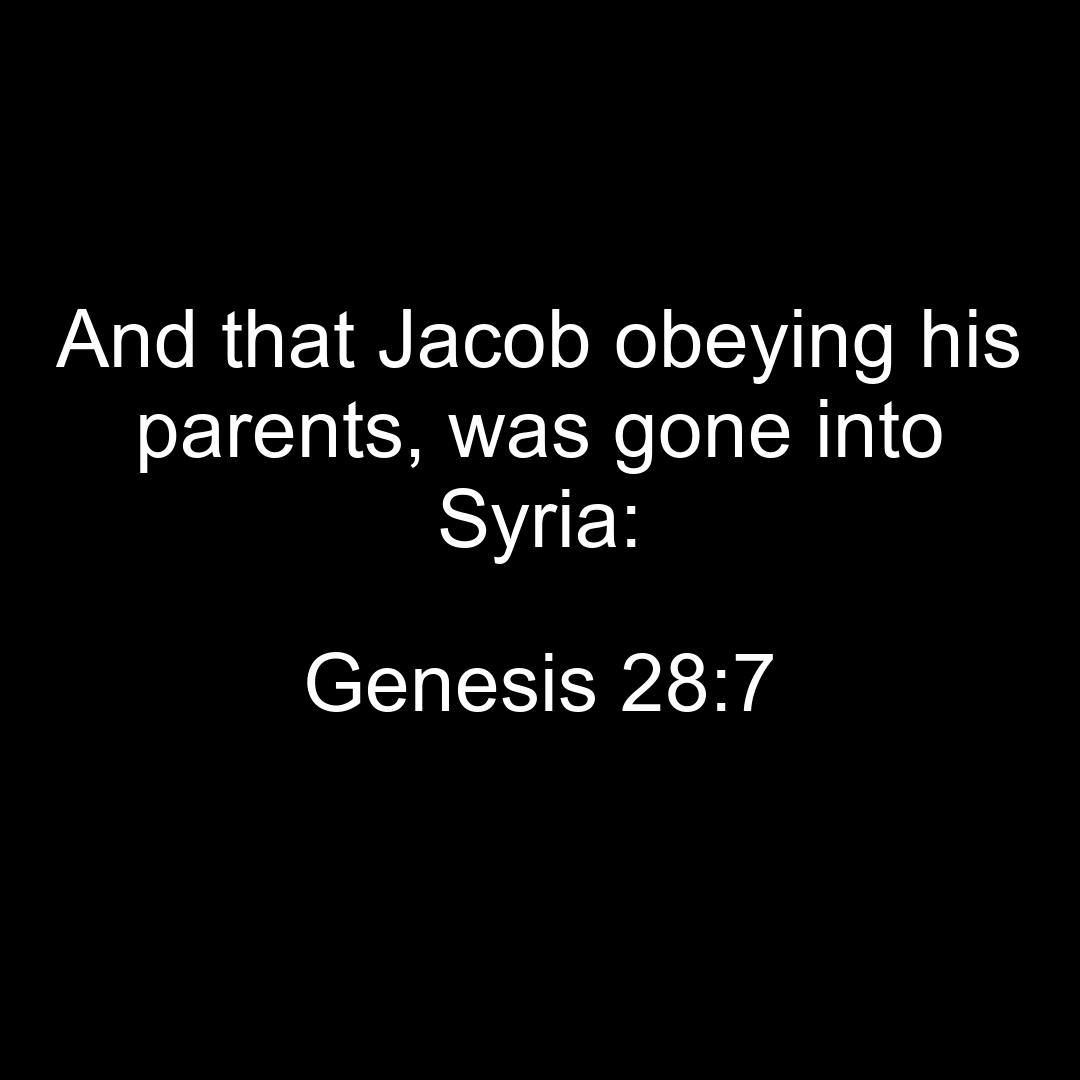 And that Jacob obeying his
parents, was gone into
Syria:
Genesis 28:7